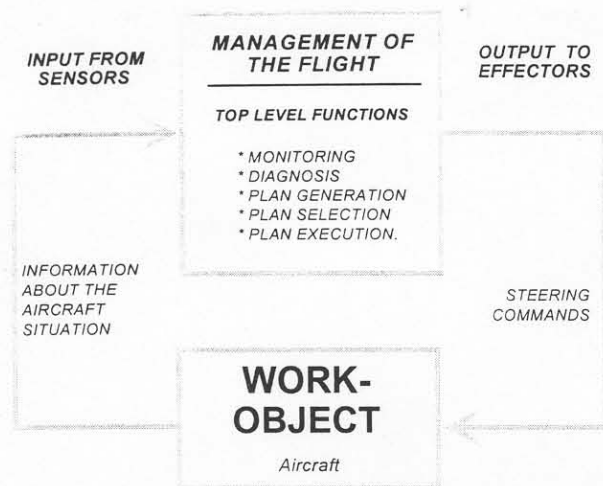 INPUT FROM
SENSORS
MANAGEMENT OF
THE FLIGHT
OUTPUT TO
EFFECTORS
TOP LEVEL FUNCTIONS
* MONITORING
* DIAGNOSIS
* PLAN GENERATION
* PLAN SELECTION
* PLAN EXECUTION.
INFORMATION
ABOUT THE
AIRCRAFT
SITUATION
STEERING
COMMANDS
WORK-
OBJECT
Aircraft